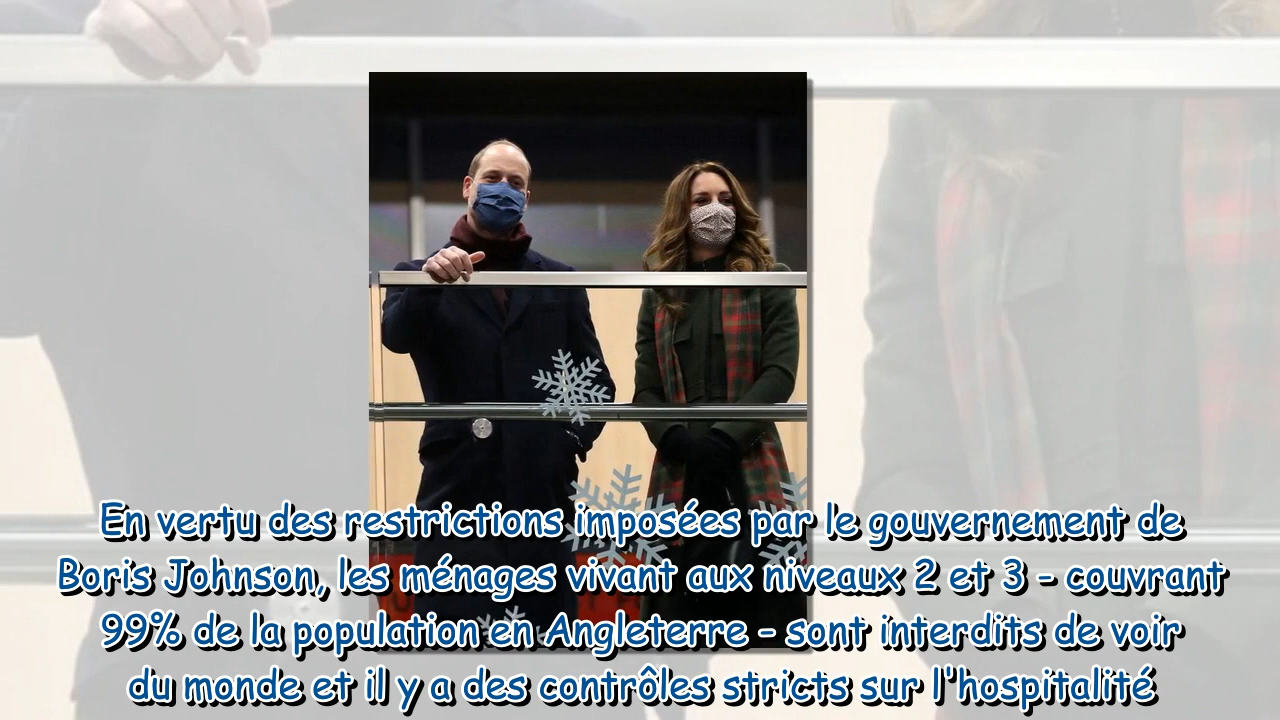 En vertu des restrictions imposées par le gouvernement de
Boris Johnson, les ménages vivant aux niveaux 2 et 3 - couvrant
99% de la population en Angleterre - sont interdits de voir
du monde et il y a des contrôles stricts sur l'hospitalité